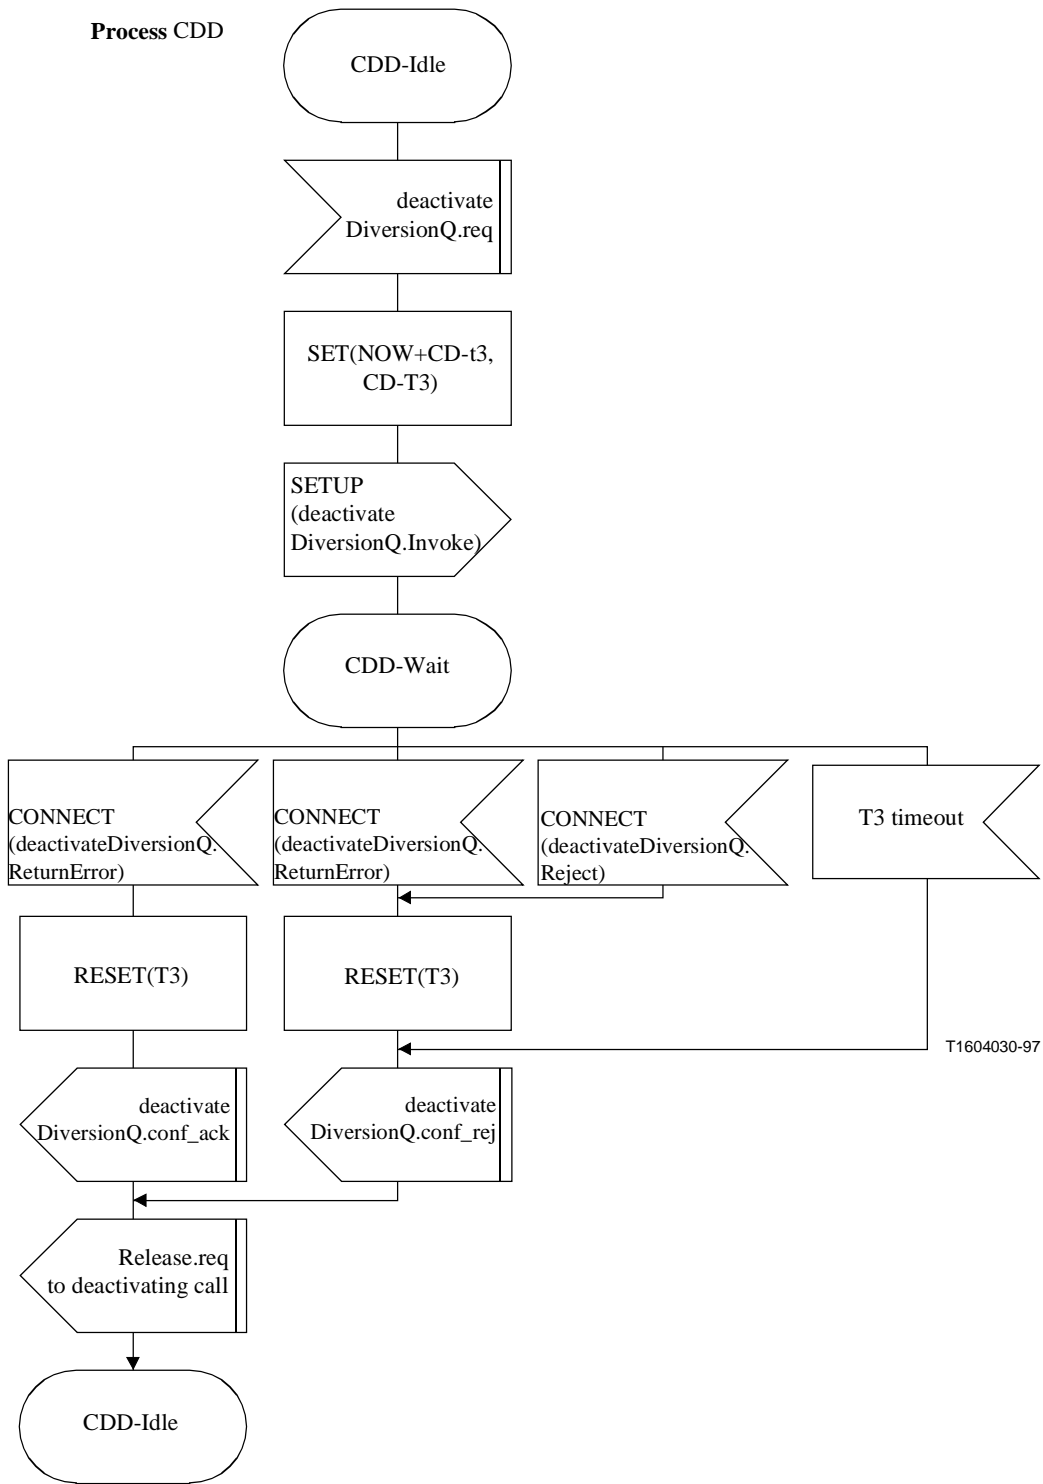 Process CDD
CDD-Idle
deactivate
DiversionQ.req
SET(NOW+CD-t3,
CD-T3)
SETUP
(deactivate
DiversionQ.Invoke)
CDD-Wait
CONNECT
(deactivateDiversionQ.
ReturnError)
CONNECT
(deactivateDiversionQ.
ReturnError)
CONNECT
(deactivateDiversionQ.
Reject)
T3 timeout
RESET(T3)
RESET(T3)
T1604030-97
deactivate
DiversionQ.conf_ack
deactivate
DiversionQ.conf_rej
Release.req
to deactivating call
CDD-Idle